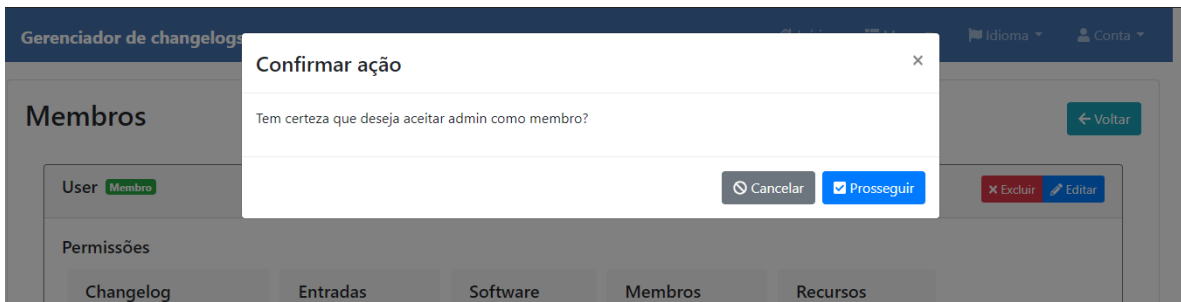 Gerenciador de changelogs
Idioma
Conta
Confirmar ação
×
Tem certeza que deseja aceitar admin como membro?
Cancelar
Prosseguir
Membros
Voltar
User Membro
Excluir
Editar
Permissões
Changelog Entradas Software Membros Recursos